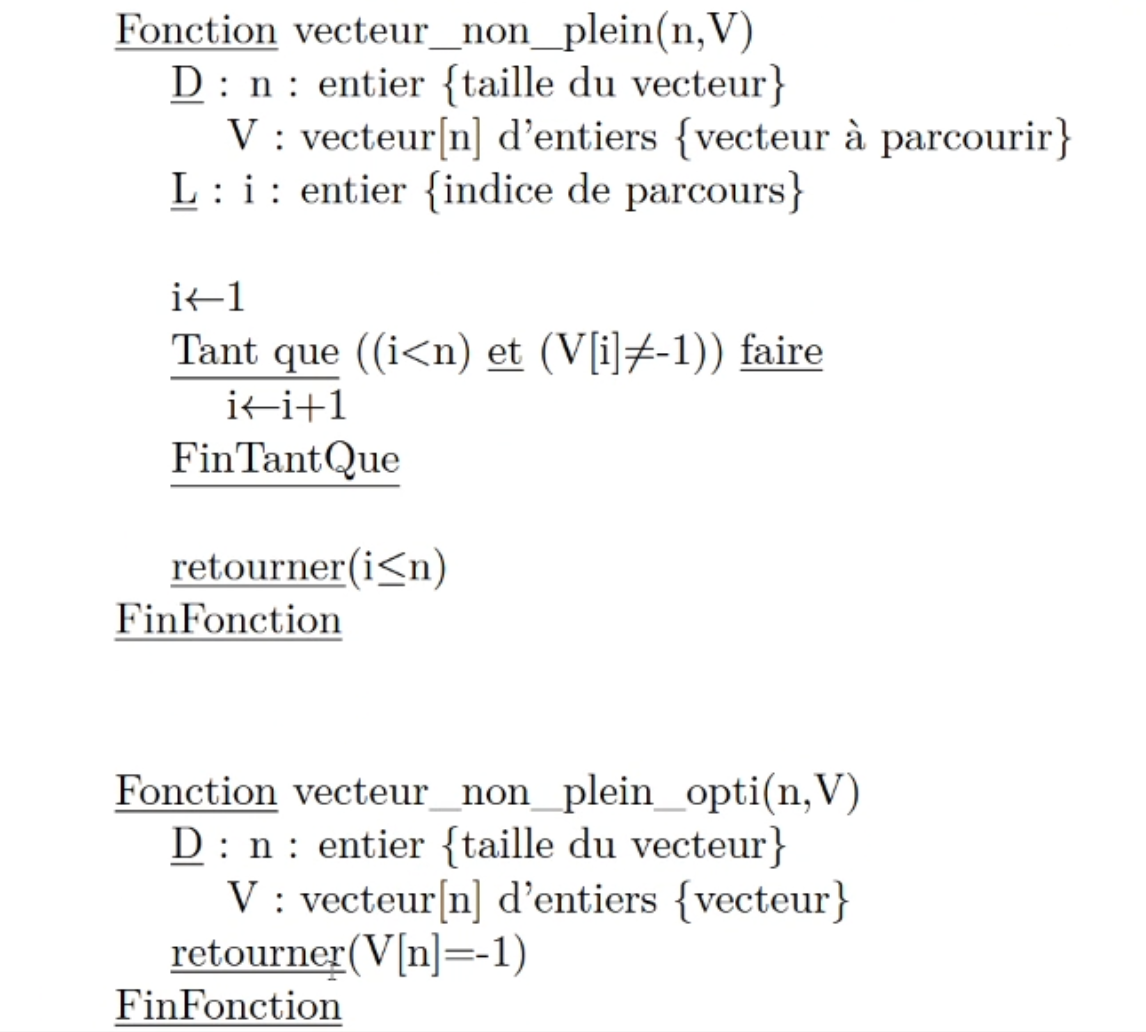 Fonction vecteur_non_plein(n,V)
D : n : entier {taille du vecteur}
V : vecteur[n] d'entiers {vecteur à parcourir}
L : i : entier {indice de parcours}
i←1
Tant que ((i<n) et (V[i]≠-1)) faire
i←i+1
FinTantQue
retourner(i≤n)
FinFonction
Fonction vecteur_non_plein_opti(n,V)
D : n : entier {taille du vecteur}
V : vecteur[n] d'entiers {vecteur}
retourner(V[n]=-1)
FinFonction